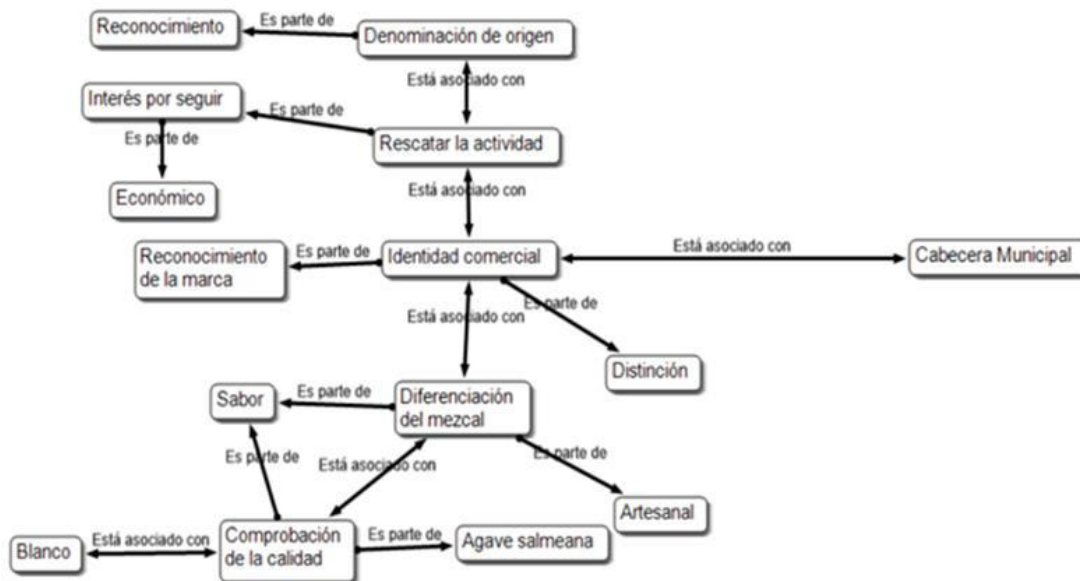 Reconocimiento
Es parte de
Denominación de origen
Está asociado con
Interés por seguir
Es parte de
Es parte de
Rescatar la actividad
Económico
Está asociado con
Reconocimiento
de la marca
Es parte de
Identidad comercial
Está asociado con
Cabecera Municipal
Es parte de
Está asociado con
Distinción
Sabor
Es parte de
Diferenciación
del mezcal
Es parte de
Está asociado con
Es parte de
Artesanal
Blanco
Está asociado con
Comprobación
de la calidad
Es parte de
Agave salmeana